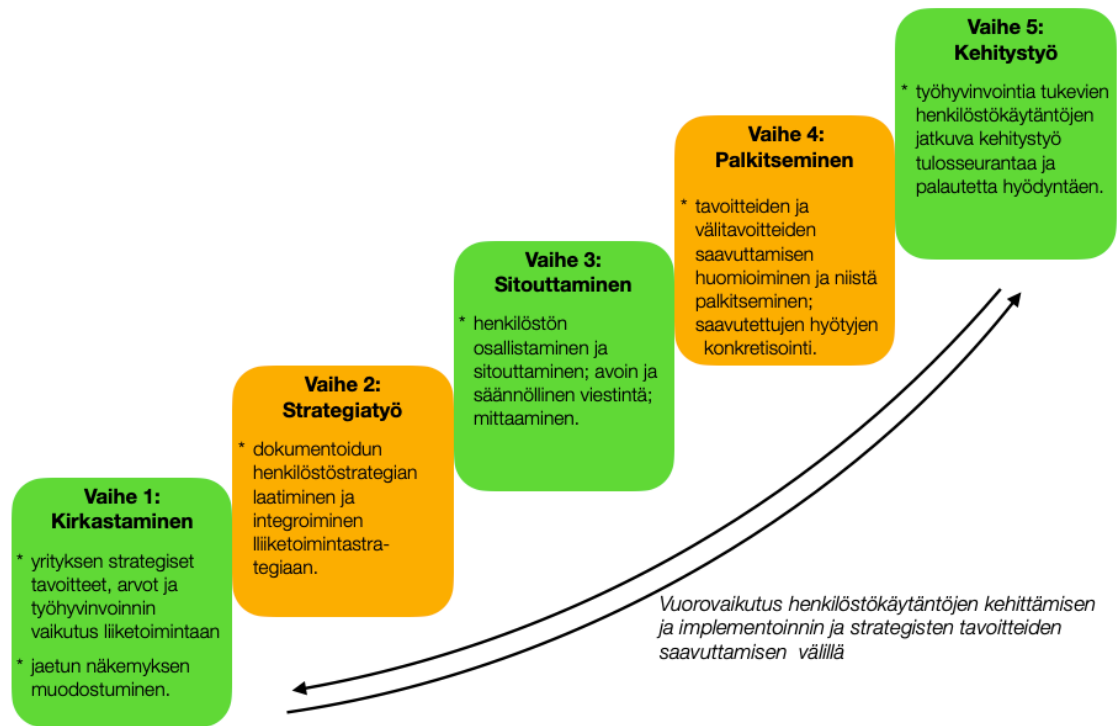 Vaihe 1:
Kirkastaminen
* yrityksen strategiset
tavoitteet, arvot ja
työhyvinvoinnin
vaikutus liiketoimintaan
* jaetun näkemyksen
muodostuminen.
Vaihe 2:
Strategiatyö
* dokumentoidun
henkilöstöstrategian
laatiminen ja
integroiminen
lliiketoimintastra-
tegiaan.
Vaihe 3:
Sitouttaminen
* henkilöstön
osallistaminen ja
sitouttaminen; avoin ja
säännöllinen viestintä;
mittaaminen.
Vaihe 4:
Palkitseminen
* tavoitteiden ja
välitavoitteiden
saavuttamisen
huomioiminen ja niistä
palkitseminen;
saavutettujen hyötyjen
konkretisointi.
Vaihe 5:
Kehitystyö
* työhyvinvointia tukevien
henkilöstökäytäntöjen
jatkuva kehitystyö
tulosseurantaa ja
palautetta hyödyntäen.
Vuorovaikutus henkilöstökäytäntöjen kehittämisen
ja implementoinnin ja strategisten tavoitteiden
saavuttamisen välillä